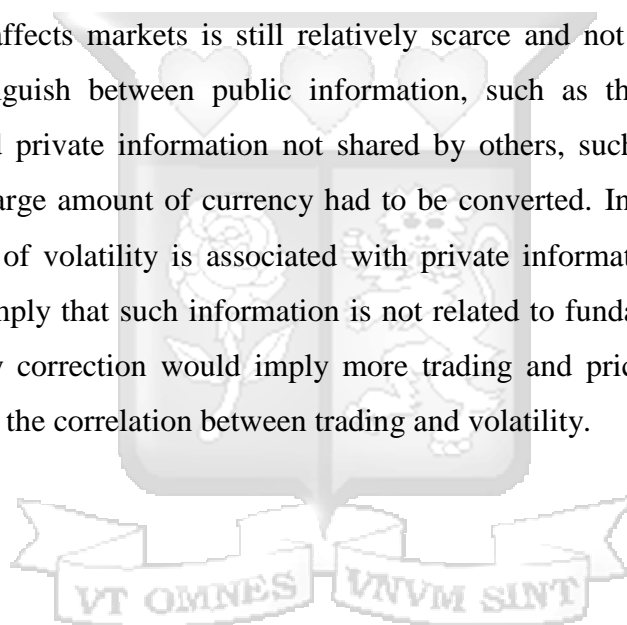 affects markets is still relatively scarce and not
nguish between public information, such as th
private information not shared by others, such
arge amount of currency had to be converted. In
of volatility is associated with private informat
mply that such information is not related to funda
correction would imply more trading and pric
the correlation between trading and volatility.
VT OMNES VNVM SINT